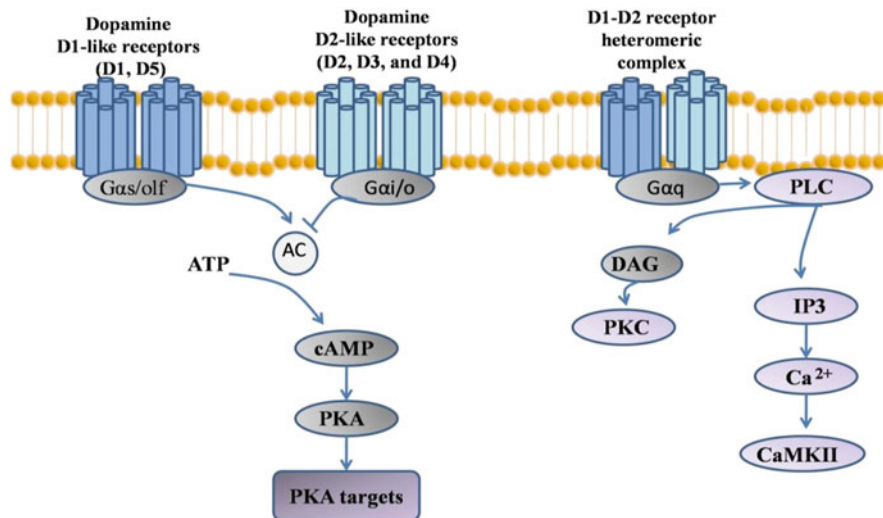 Dopamine
D1-like receptors
(D1, D5)
Dopamine
D2-like receptors
(D2, D3, and D4)
D1-D2 receptor
heteromeric
complex
Gαs/olf
Gαi/o
Gαq
PLC
AC
ATP
DAG
PKC
IP3
cAMP
Ca²⁺
PKA
CaMKII
PKA targets